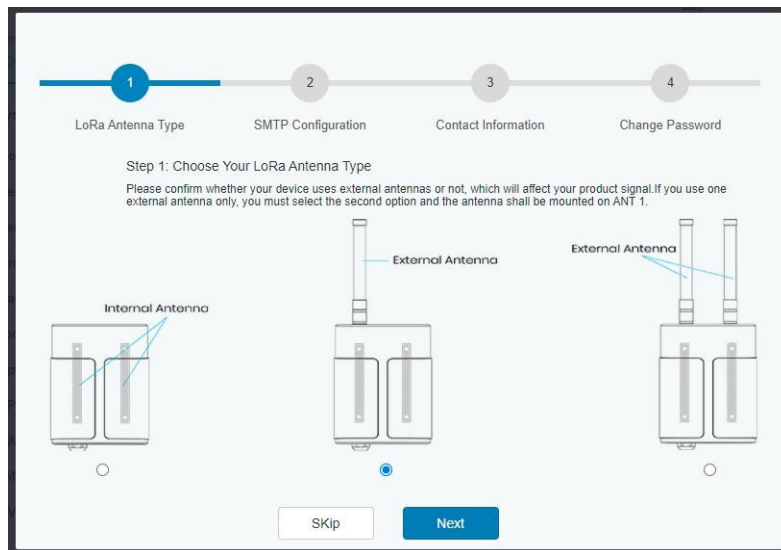 1
2
3
4
LoRa Antenna Type
SMTP Configuration
Contact Information
Change Password
Step 1: Choose Your LoRa Antenna Type
Please confirm whether your device uses external antennas or not, which will affect your product signal.If you use one
external antenna only, you must select the second option and the antenna shall be mounted on ANT 1.
Internal Antenna
External Antenna
External Antenna
SKip
Next